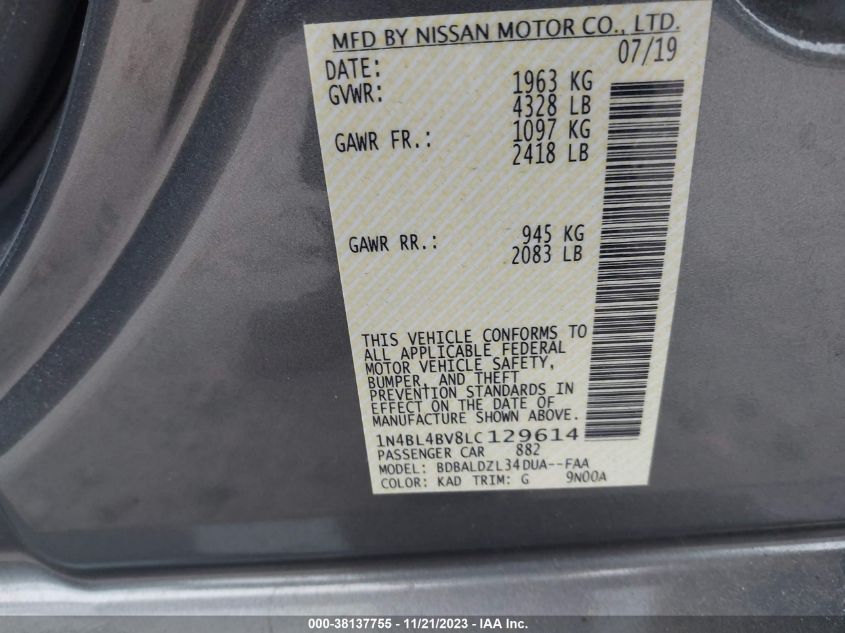 MFD BY NISSAN MOTOR CO., LTD.
DATE: 07/19
GVWR: 1963 KG
4328 LB
GAWR FR.: 1097 KG
2418 LB
GAWR RR.: 945 KG
2083 LB
THIS VEHICLE CONFORMS TO
ALL APPLICABLE FEDERAL
MOTOR VEHICLE SAFETY,
BUMPER, AND THEFT
PREVENTION STANDARDS IN
EFFECT ON THE DATE OF
MANUFACTURE SHOWN ABOVE.
1N4BL4BV8LC129614
PASSENGER CAR 882
MODEL: BDBALDZL34DUA--FAA
COLOR: KAD TRIM: G 9N00A
000-38137755 - 11/21/2023 - IAA, Inc.